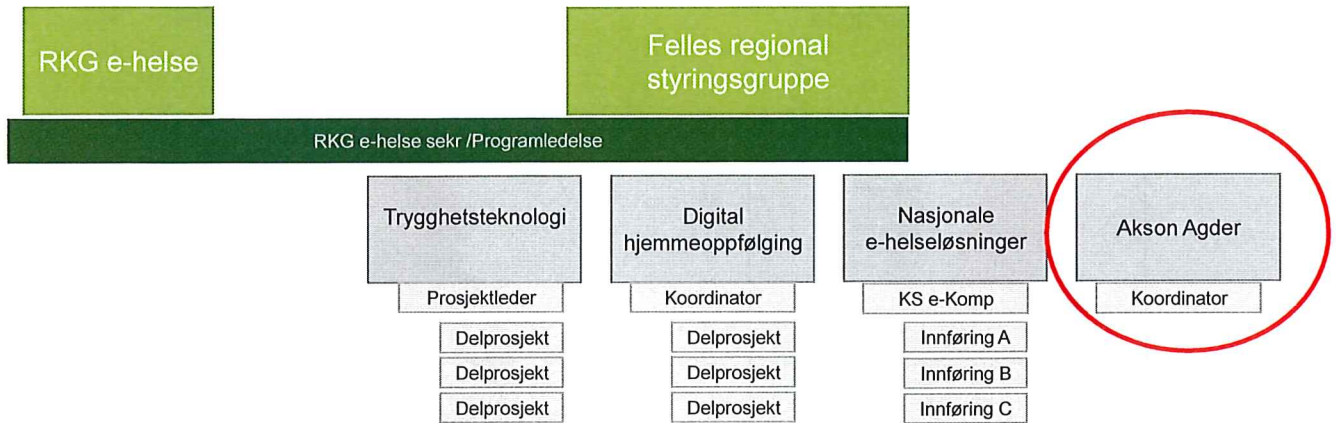 RKG e-helse
Felles regional
styringsgruppe
RKG e-helse sekr /Programledelse
Trygghetsteknologi
Prosjektleder
Delprosjekt
Delprosjekt
Delprosjekt
Digital
hjemmeoppfølging
Koordinator
Delprosjekt
Delprosjekt
Delprosjekt
Nasjonale
e-helseløsninger
KS e-Komp
Innføring A
Innføring B
Innføring C
Akson Agder
Koordinator